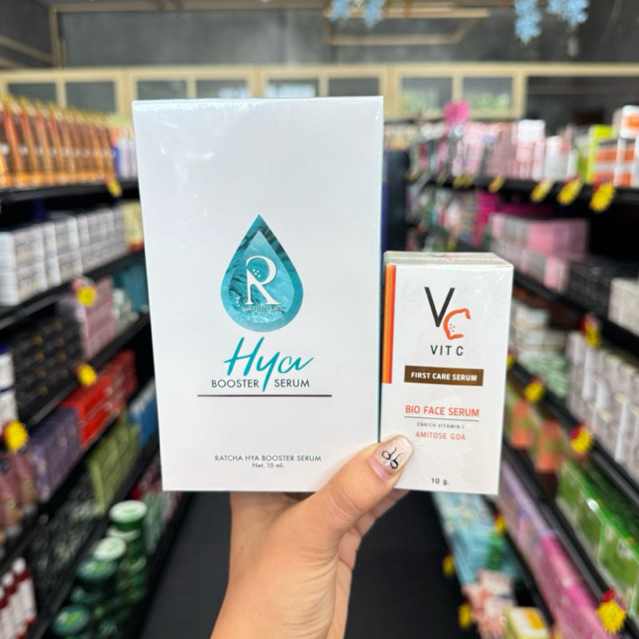 R
Hya
BOOSTER SERUM
RATCHA HYA BOOSTER SERUM
Net. 15 ml.
VC
VIT C
FIRST CARE SERUM
BIO FACE SERUM
ENRICH VITAMIN C
AMITOSE GOA
10 g.